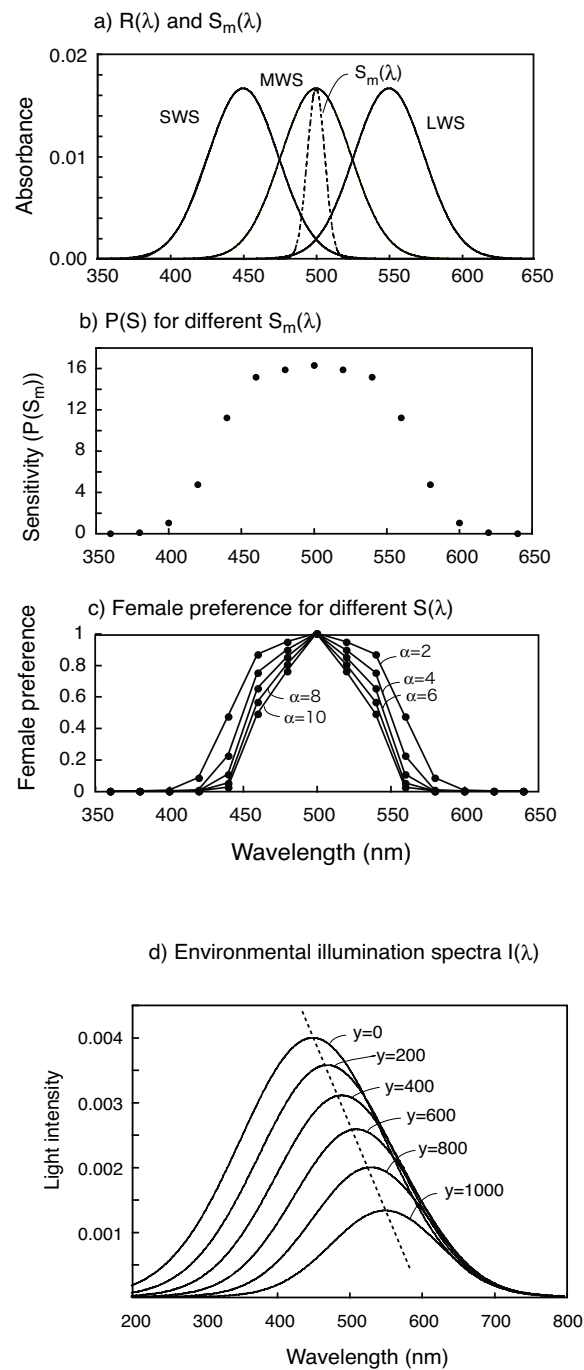 a) R(λ) and Sm(λ)
0.02
0.01
0.00
Absorbance
SWS
MWS
Sm(λ)
LWS
350 400 450 500 550 600 650
b) P(S) for different Sm(λ)
16
12
8
4
0
Sensitivity (P(Sm))
350 400 450 500 550 600 650
c) Female preference for different S(λ)
1
0.8
0.6
0.4
0.2
0
Female preference
α=2
α=4
α=6
α=8
α=10
350 400 450 500 550 600 650
Wavelength (nm)
d) Environmental illumination spectra I(λ)
0.004
0.003
0.002
0.001
Light intensity
y=0
y=200
y=400
y=600
y=800
y=1000
200 300 400 500 600 700 800
Wavelength (nm)